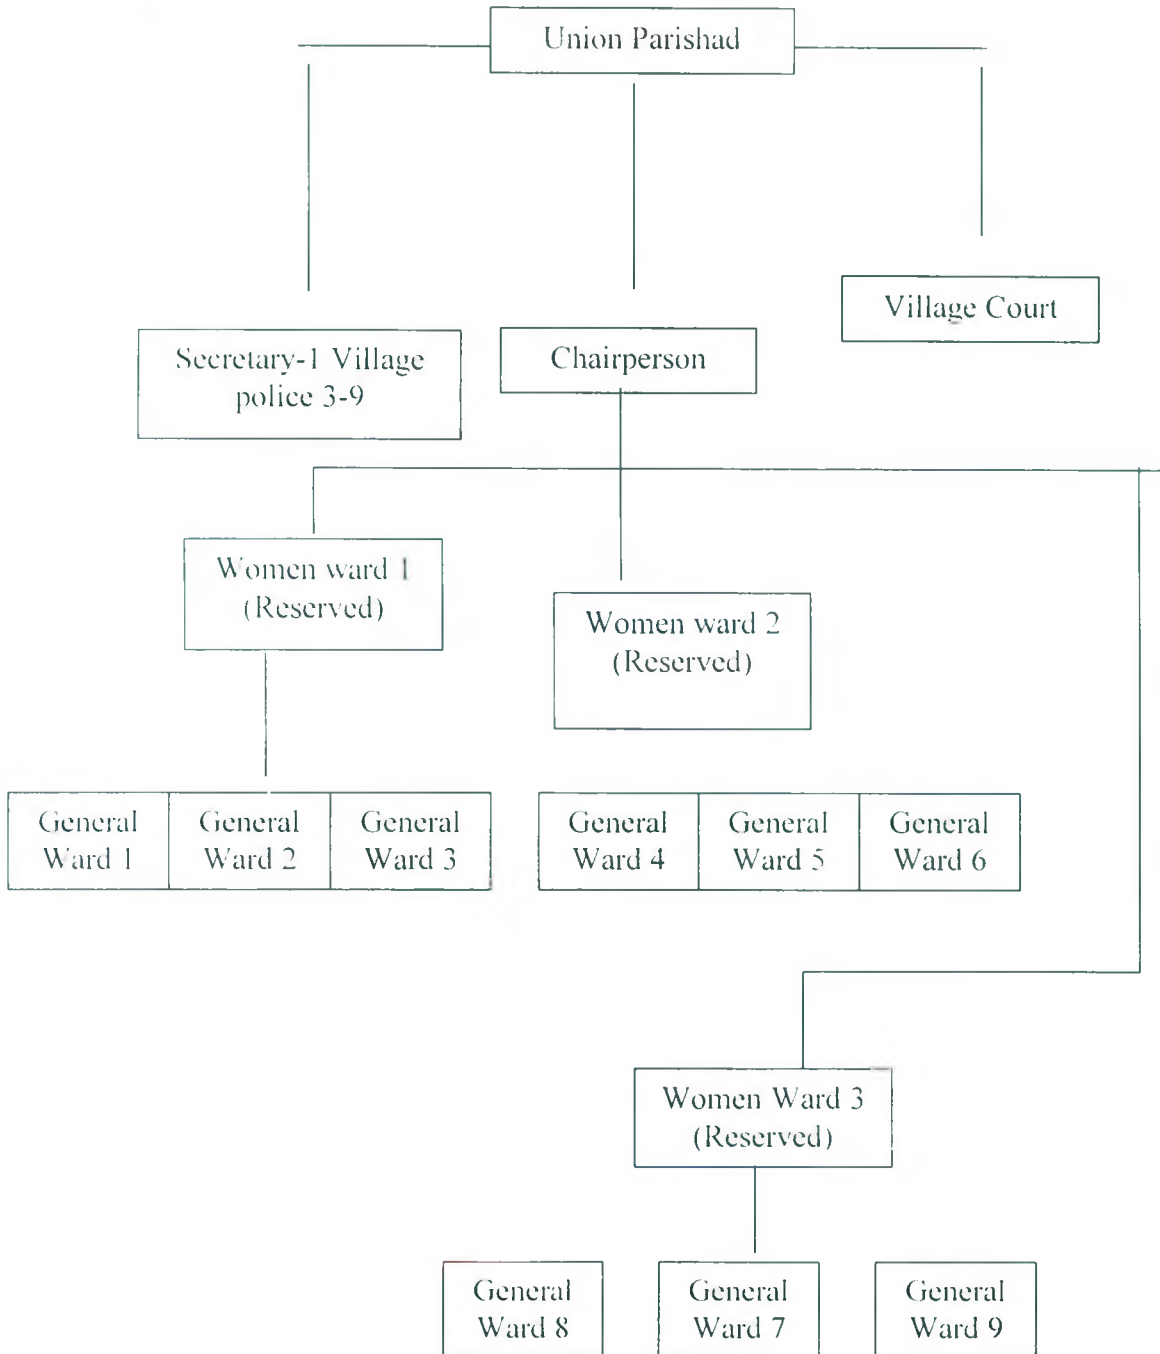 Union Parishad
Village Court
Secretary-1 Village
police 3-9
Chairperson
Women ward 1
(Reserved)
Women ward 2
(Reserved)
General
Ward 1
General
Ward 2
General
Ward 3
General
Ward 4
General
Ward 5
General
Ward 6
Women Ward 3
(Reserved)
General
Ward 8
General
Ward 7
General
Ward 9